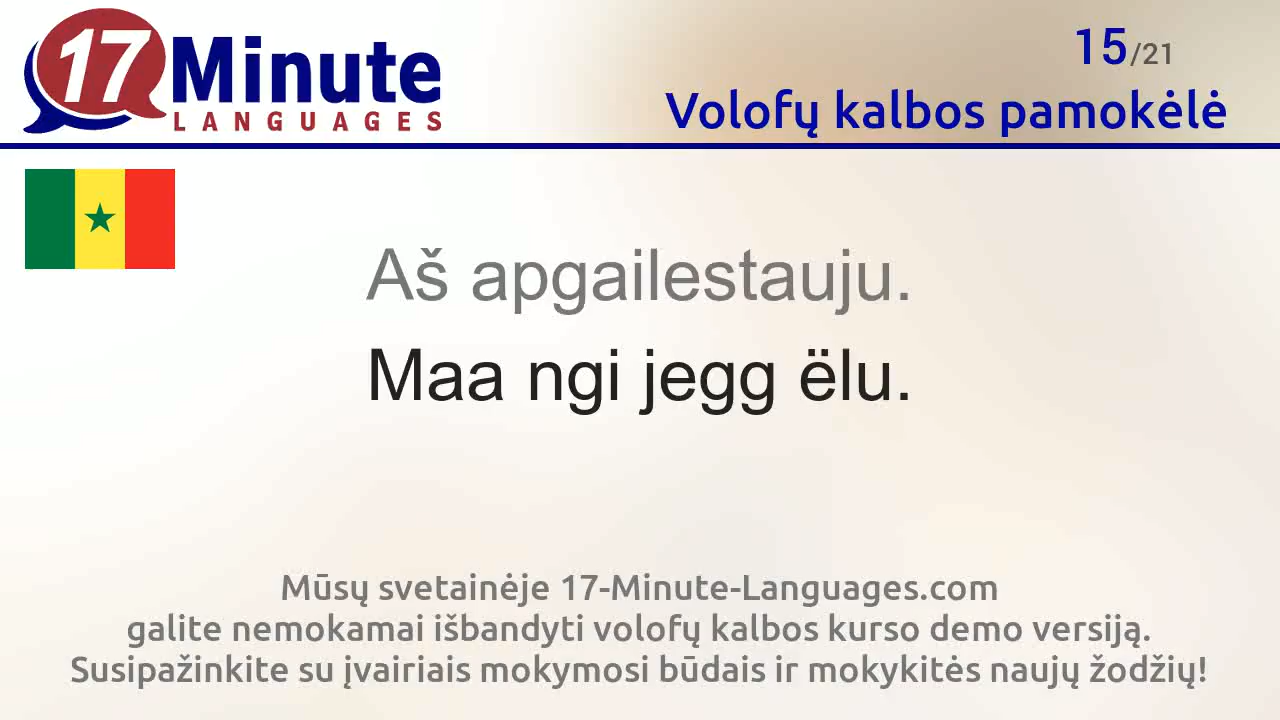 17 Minute
LANGUAGES
15/21
Volofų kalbos pamokėlė
Aš apgailestauju.
Maa ngi jegg ëlu.
Mūsų svetainėje 17-Minute-Languages.com
galite nemokamai išbandyti volofų kalbos kurso demo versiją.
Susipažinkite su įvairiais mokymosi būdais ir mokykitės naujų žodžių!